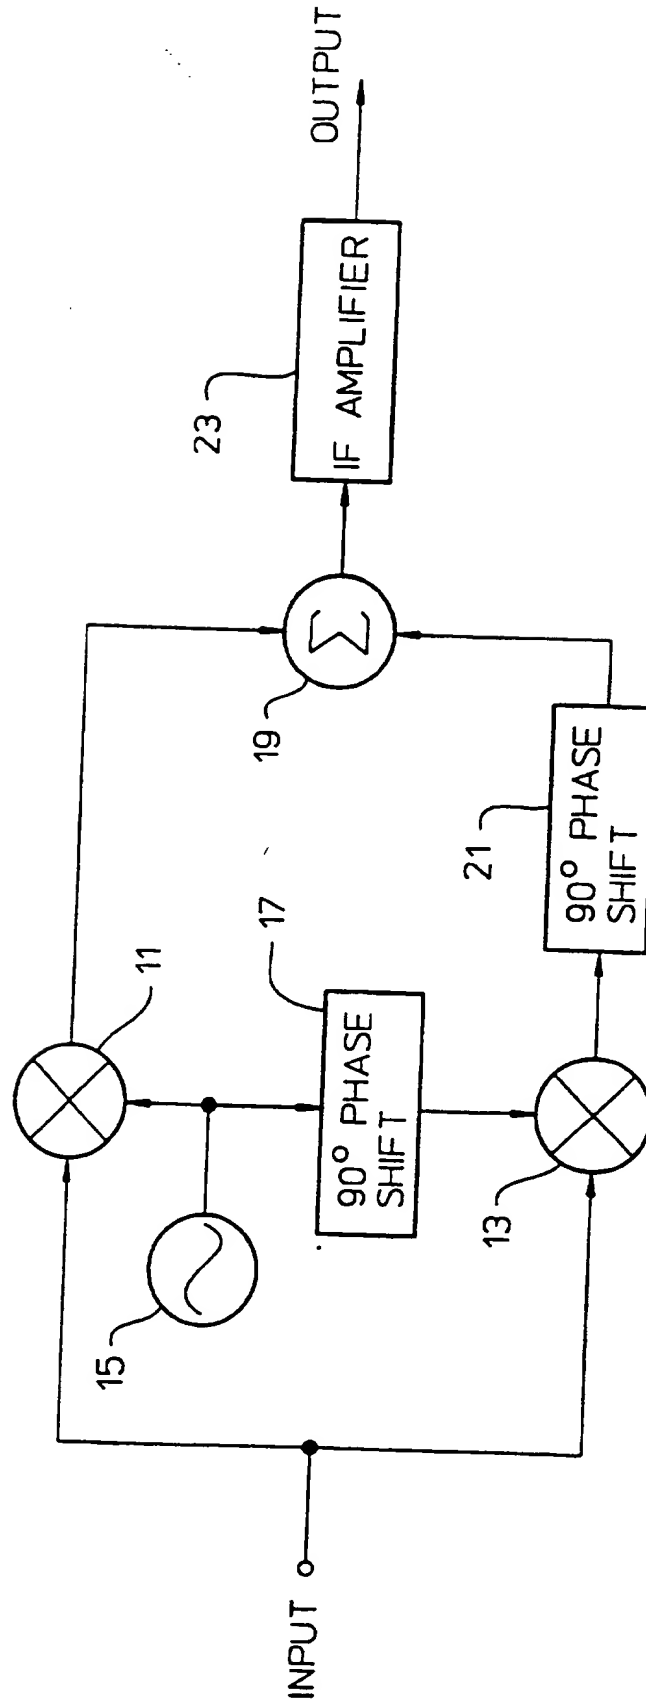 INPUT
15
11
17
90° PHASE
SHIFT
13
19
Σ
21
90° PHASE
SHIFT
23
IF AMPLIFIER
OUTPUT